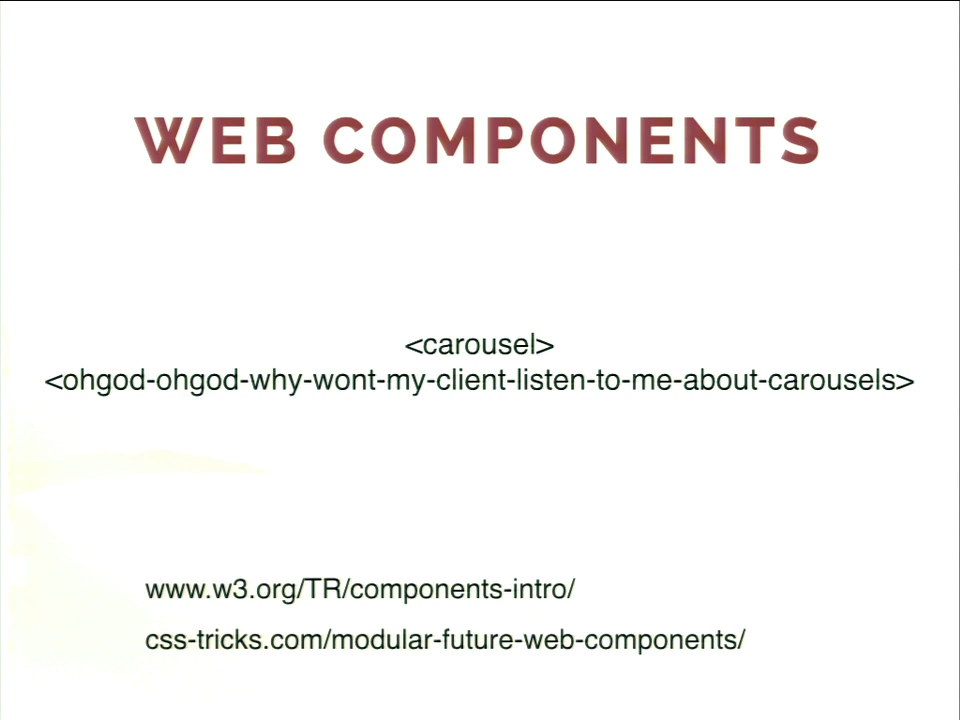 WEB COMPONENTS
<carousel>
<ohgod-ohgod-why-wont-my-client-listen-to-me-about-carousels>
www.w3.org/TR/components-intro/
css-tricks.com/modular-future-web-components/